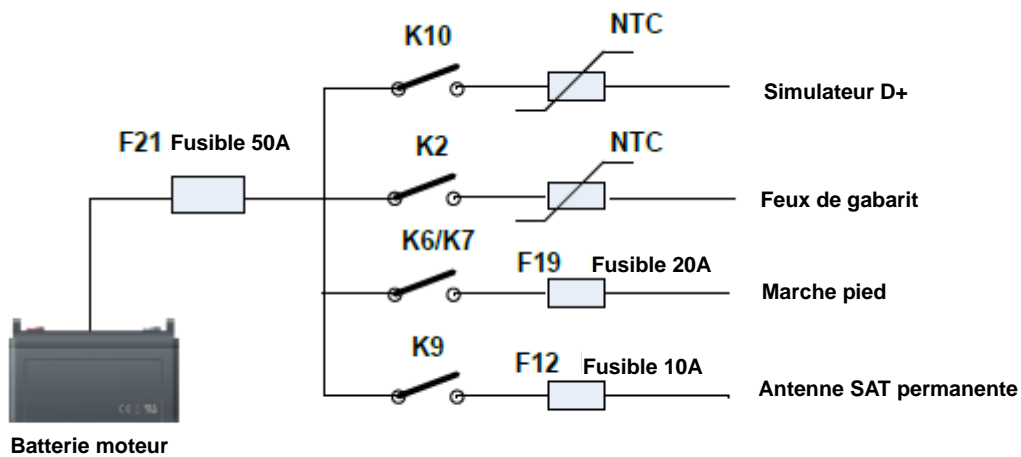 K10
NTC
Simulateur D+
F21 Fusible 50A
K2
NTC
Feux de gabarit
K6/K7
F19 Fusible 20A
Marche pied
K9
F12 Fusible 10A
Antenne SAT permanente
Batterie moteur